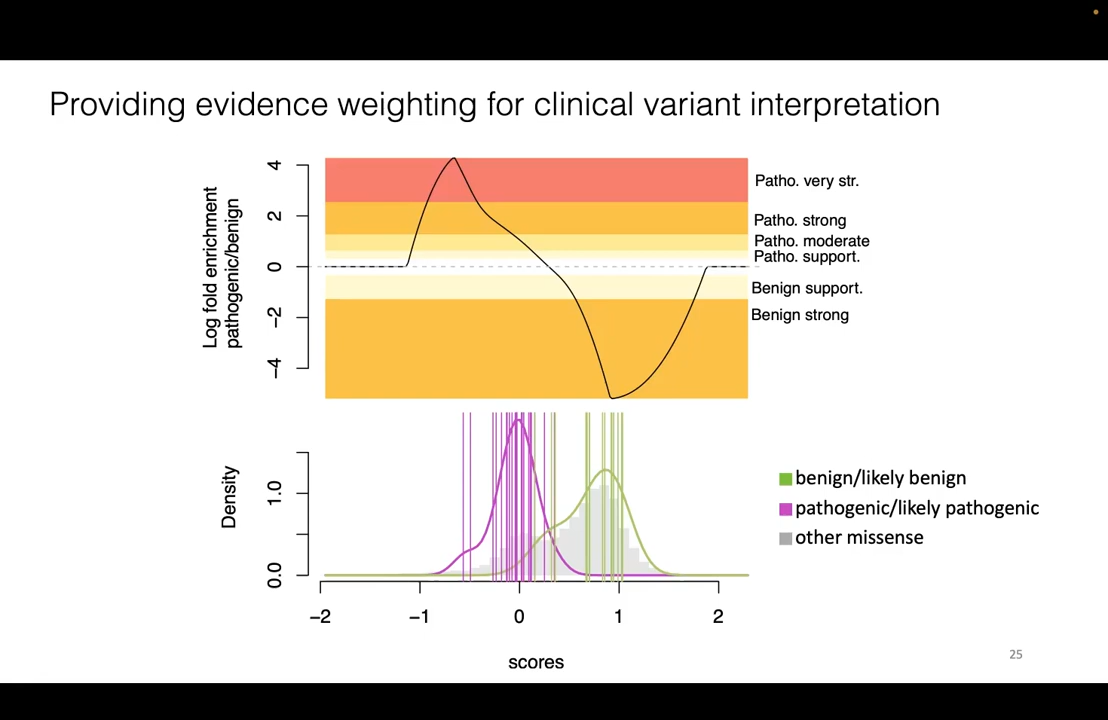 Providing evidence weighting for clinical variant interpretation
Log fold enrichment
pathogenic/benign
4
2
0
−2
−4
Patho. very str.
Patho. strong
Patho. moderate
Patho. support.
Benign support.
Benign strong
Density
1.0
0.0
−2
−1
0
1
2
scores
benign/likely benign
pathogenic/likely pathogenic
other missense
25